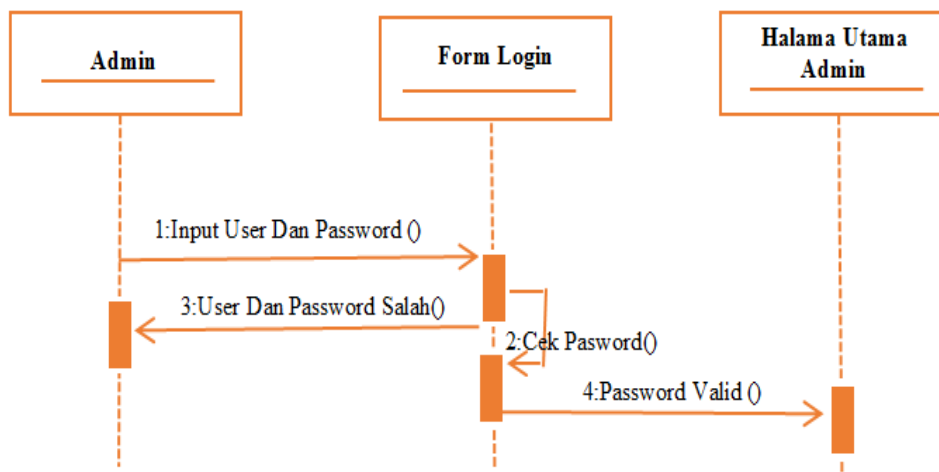 Admin
Form Login
Halama Utama
Admin
1:Input User Dan Password ()
3:User Dan Password Salah()
2:Cek Pasword()
4:Password Valid ()